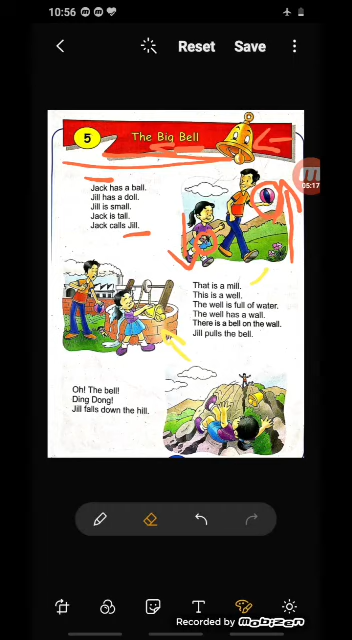 10:56
Reset Save
5
The Big Bell
05:17
Jack has a ball.
Jill has a doll.
Jill is small.
Jack is tall.
Jack calls Jill.
That is a mill.
This is a well.
The well is full of water.
The well has a wall.
There is a bell on the wall.
Jill pulls the bell.
Oh! The bell!
Ding Dong!
Jill falls down the hill.
T
Recorded by mobizen